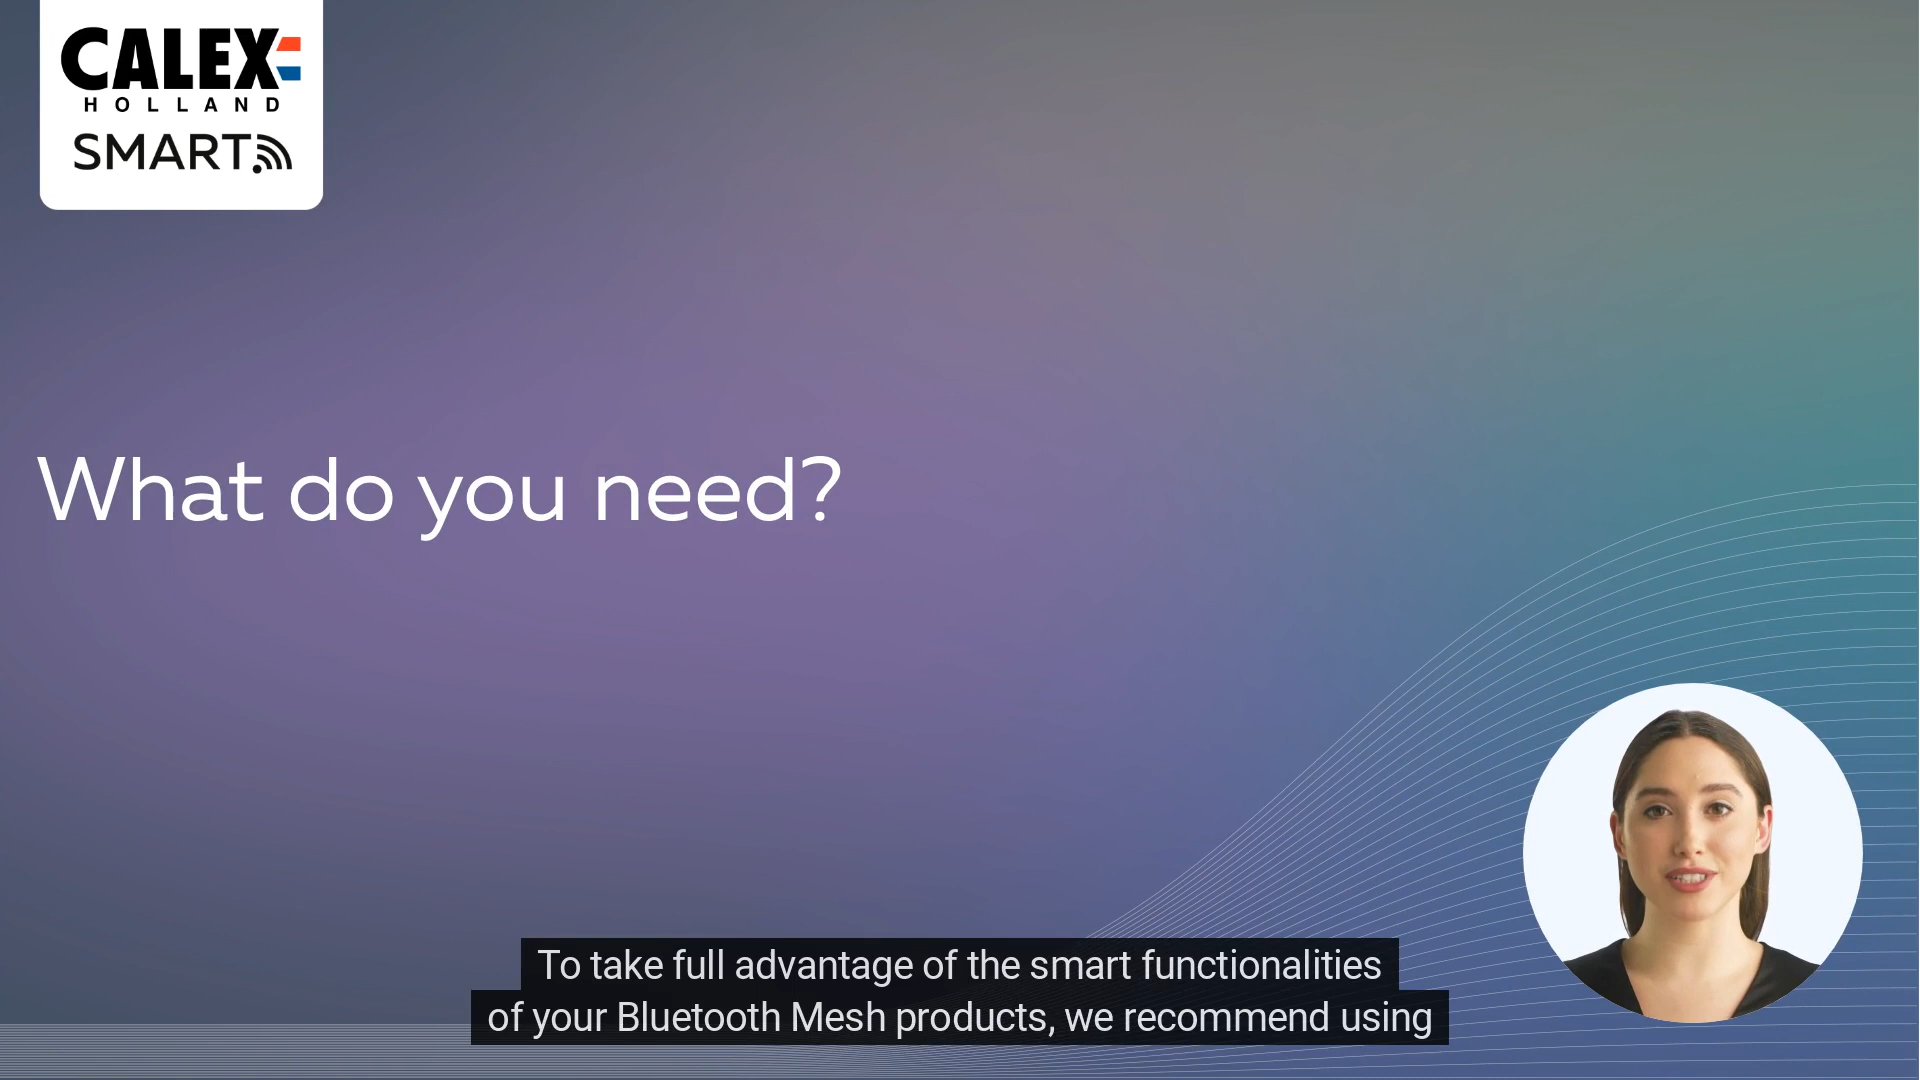 CALEX
HOLLAND
SMART
What do you need?
To take full advantage of the smart functionalities
of your Bluetooth Mesh products, we recommend using